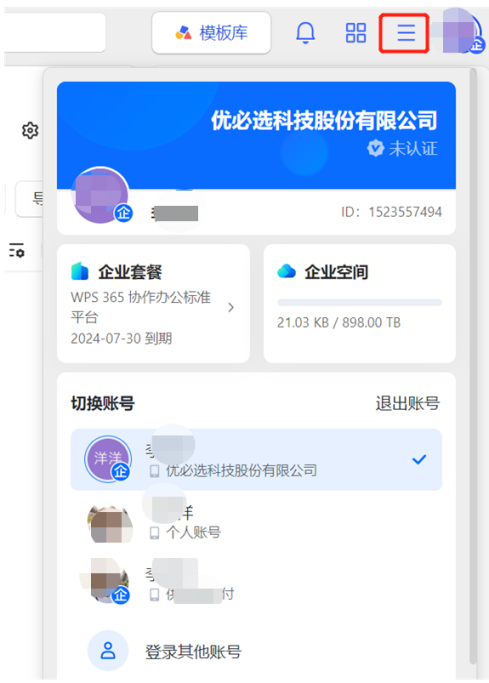 模板库
企
优必选科技股份有限公司
未认证
企
ID: 1523557494
企业套餐
WPS 365 协作办公标准平台
2024-07-30 到期
企业空间
21.03 KB / 898.00 TB
切换账号
退出账号
洋洋
企
优必选科技股份有限公司
洋
个人账号
企
付
登录其他账号